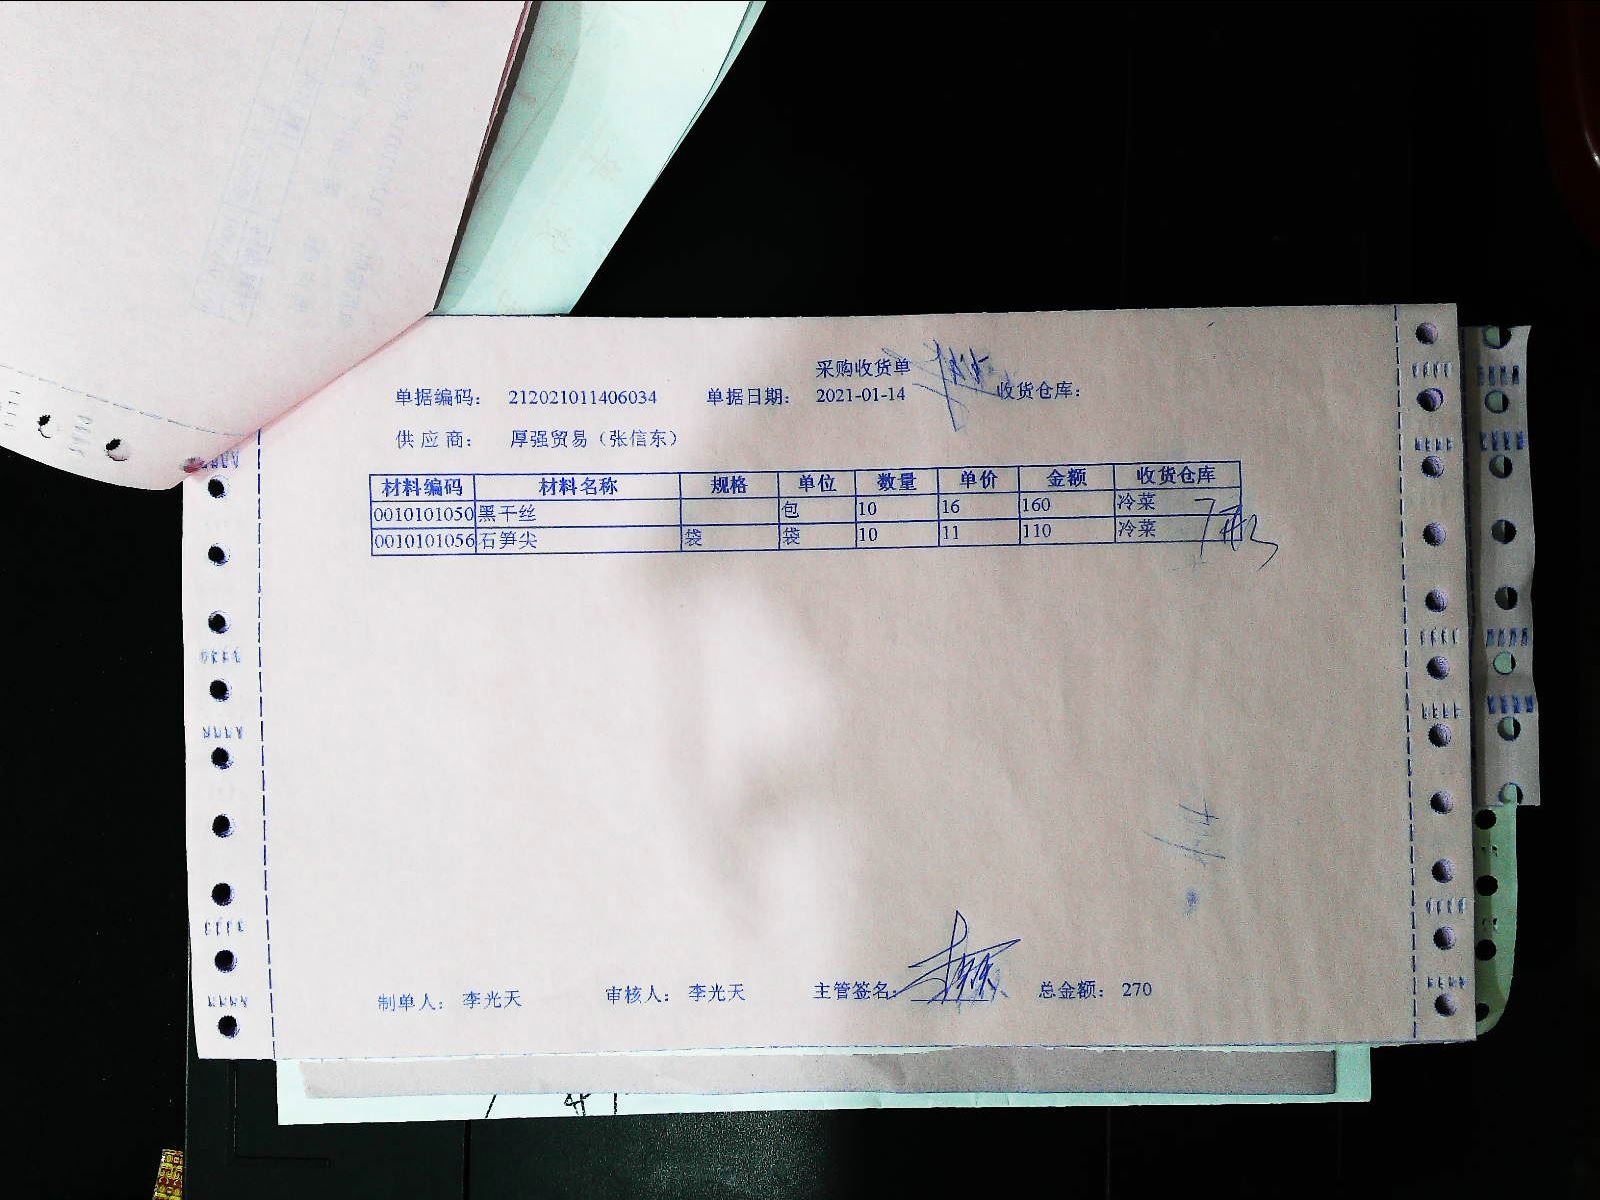 采购收货单
单据编码： 212021011406034 单据日期： 2021-01-14 收货仓库：
供 应 商： 厚强贸易（张信东）
材料编码 材料名称 规格 单位 数量 单价 金额 收货仓库
0010101050 黑干丝 包 10 16 160 冷菜
0010101056 石笋尖 袋 袋 10 11 110 冷菜
制单人： 李光天 审核人： 李光天 主管签名： 总金额： 270